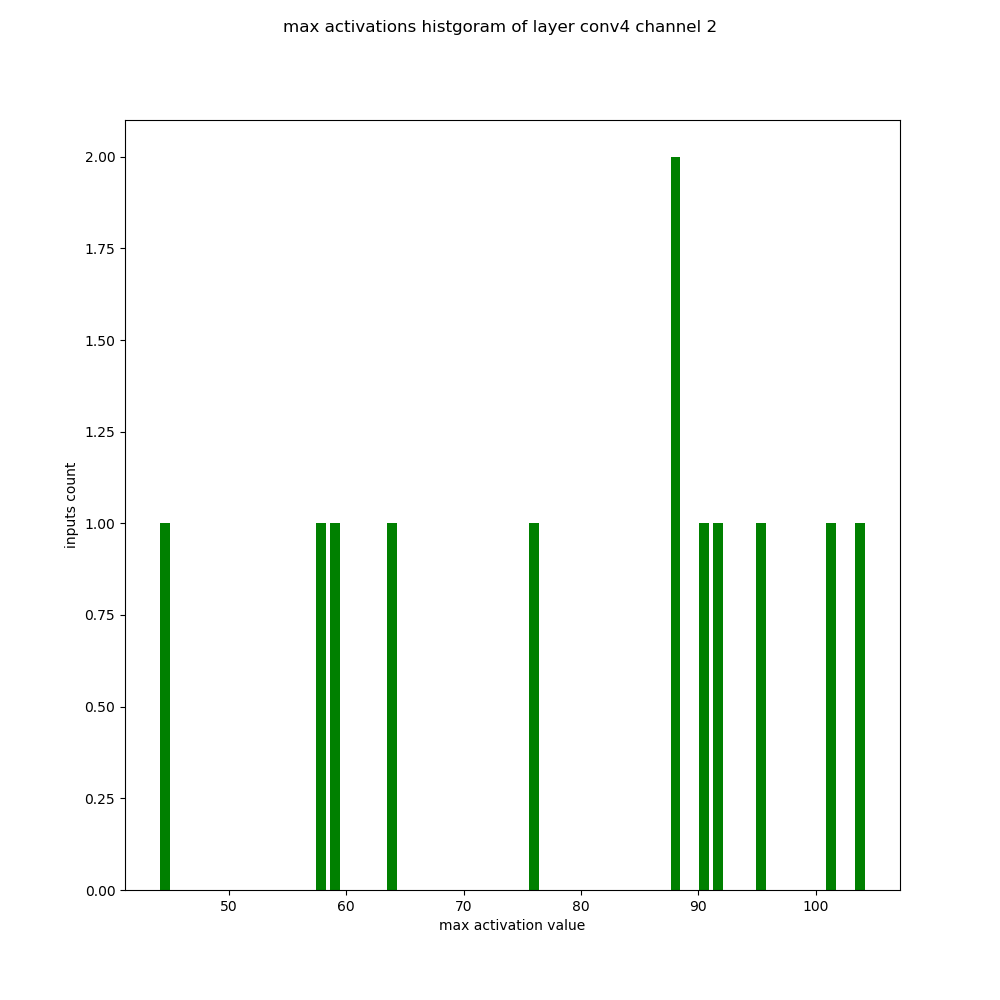 max activations histgoram of layer conv4 channel 2
2.00
1.75
1.50
1.25
1.00
0.75
0.50
0.25
0.00
inputs count
50 60 70 80 90 100
max activation value